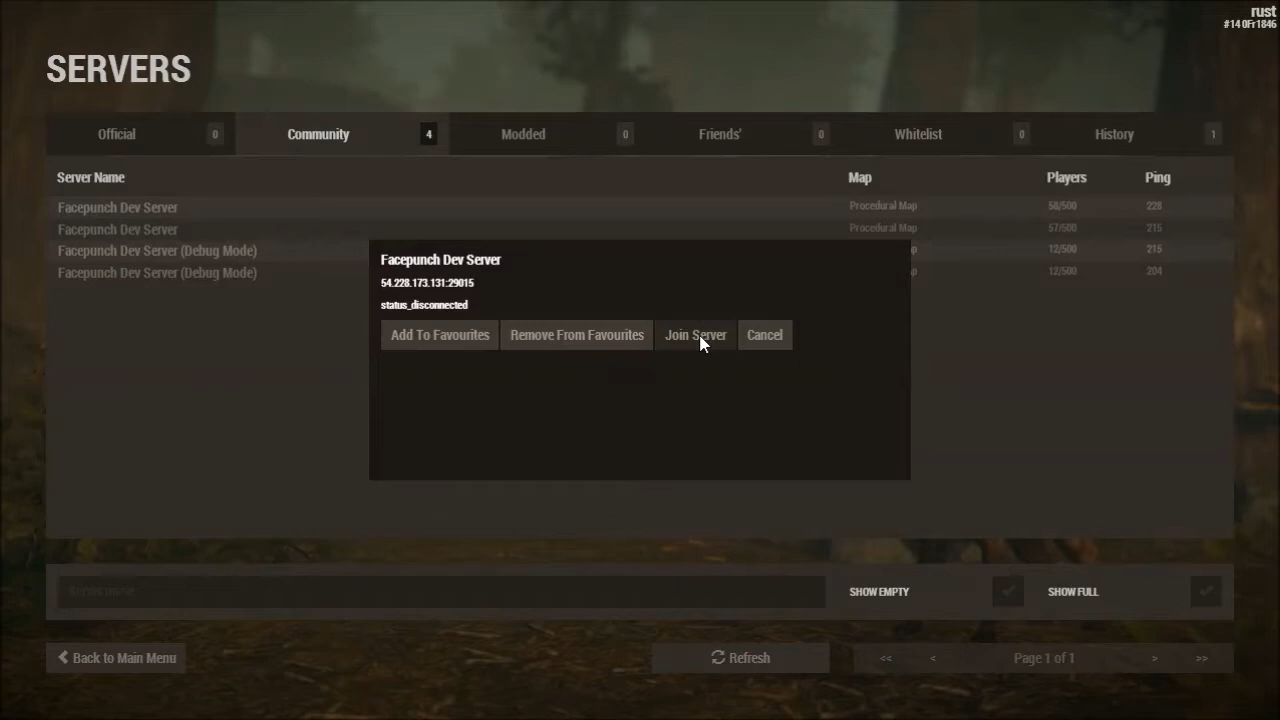 rust
#14 0Fr1846
SERVERS
Official 0 Community 4 Modded 0 Friends' 0 Whitelist 0 History 1
Server Name Map Players Ping
Facepunch Dev Server Procedural Map 58/500 228
Facepunch Dev Server Procedural Map 57/500 215
Facepunch Dev Server (Debug Mode) 12/500 215
Facepunch Dev Server (Debug Mode) 12/500 204
Facepunch Dev Server
54.228.173.131:29015
status_disconnected
Add To Favourites Remove From Favourites Join Server Cancel
SHOW EMPTY SHOW FULL
Back to Main Menu Refresh << < Page 1 of 1 > >>